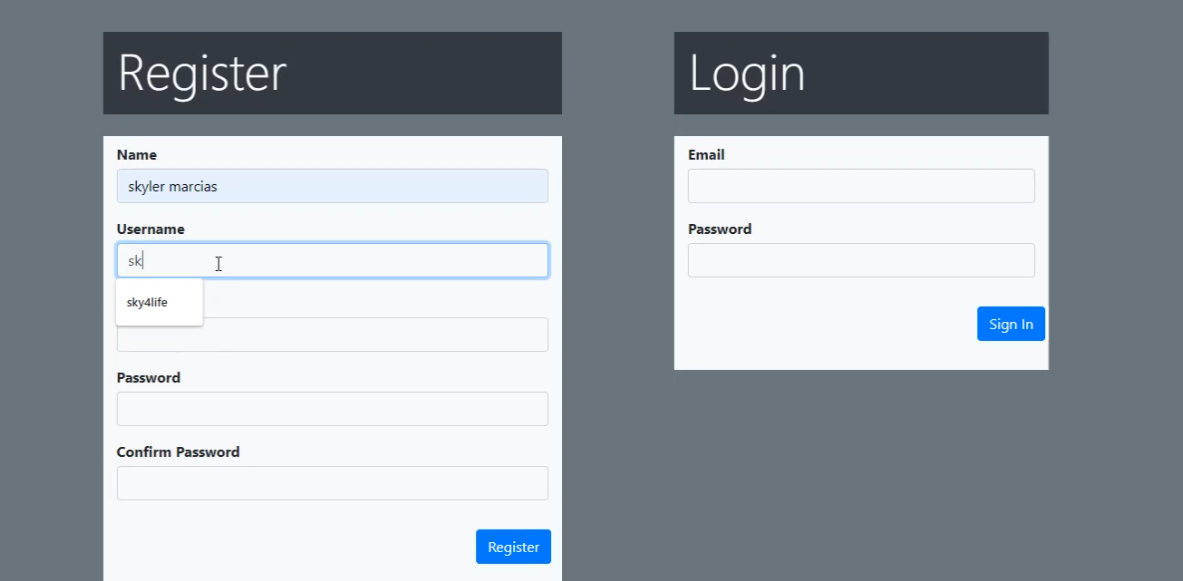 Register
Name
skyler marcias
Username
sk
sky4life
Password
Confirm Password
Register
Login
Email
Password
Sign In